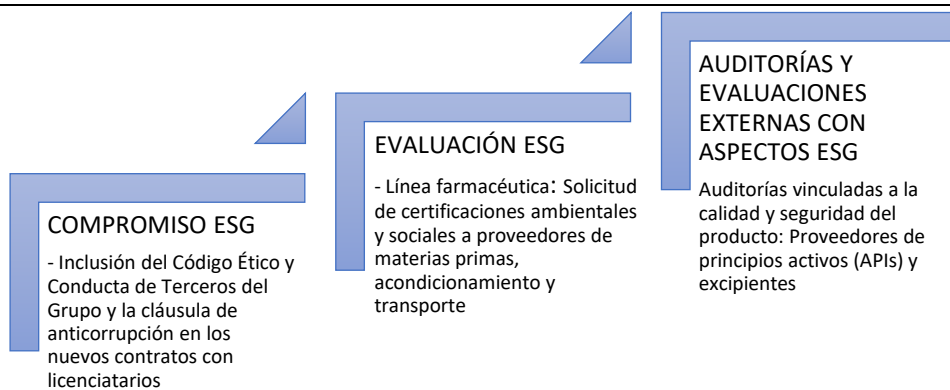 COMPROMISO ESG
- Inclusión del Código Ético y
Conducta de Terceros del
Grupo y la cláusula de
anticorrupción en los
nuevos contratos con
licenciatarios
EVALUACIÓN ESG
- Línea farmacéutica: Solicitud
de certificaciones ambientales
y sociales a proveedores de
materias primas,
acondicionamiento y
transporte
AUDITORÍAS Y
EVALUACIONES
EXTERNAS CON
ASPECTOS ESG
Auditorías vinculadas a la
calidad y seguridad del
producto: Proveedores de
principios activos (APIs) y
excipientes